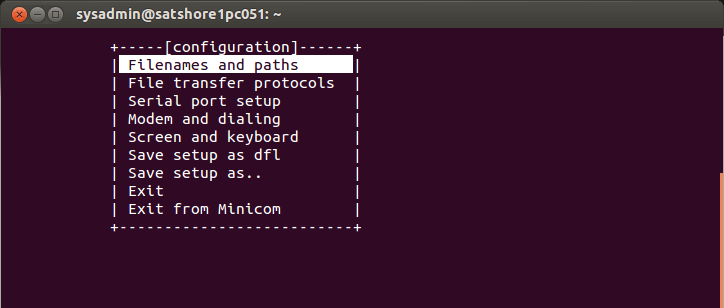 sysadmin@satshore1pc051: ~
+-----[configuration]------+
| Filenames and paths      |
| File transfer protocols  |
| Serial port setup        |
| Modem and dialing        |
| Screen and keyboard      |
| Save setup as dfl        |
| Save setup as..          |
| Exit                     |
| Exit from Minicom        |
+--------------------------+